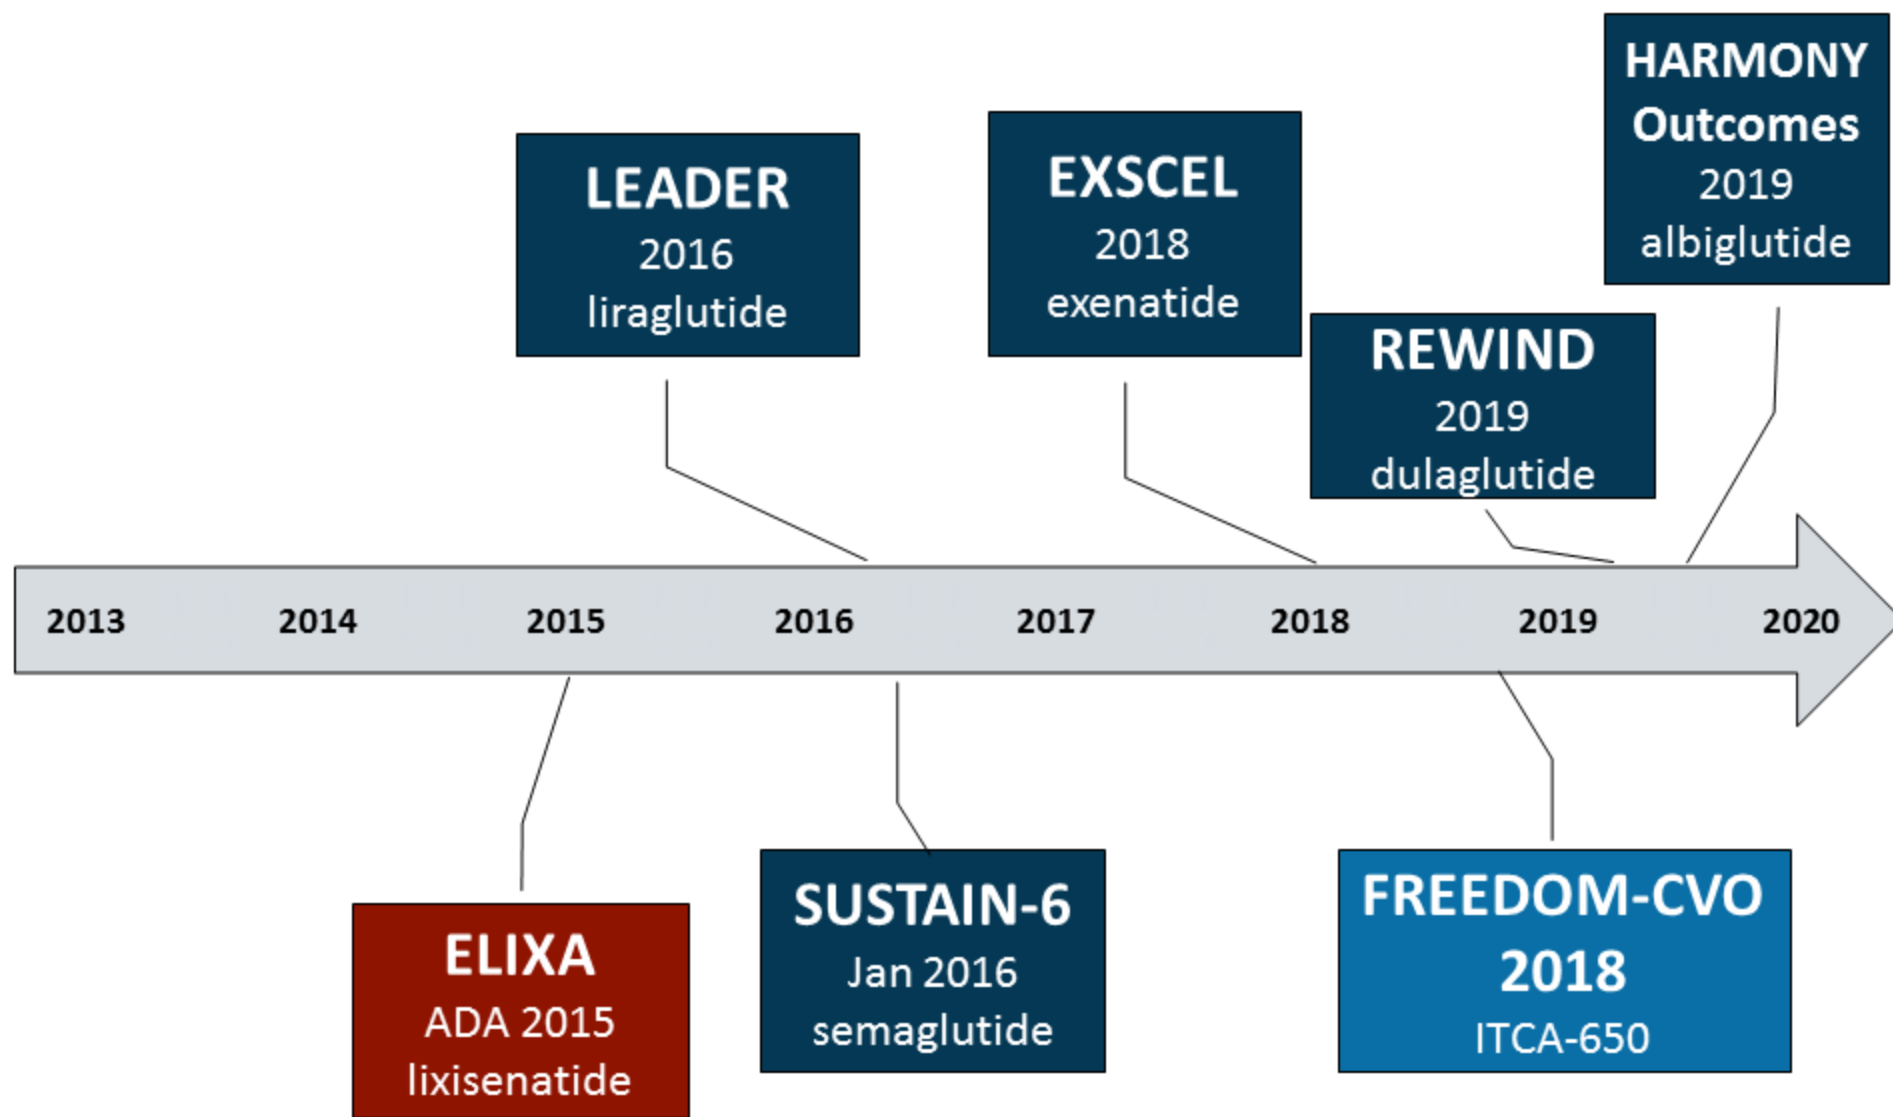 HARMONY
Outcomes
2019
albiglutide
LEADER
2016
liraglutide
EXSCEL
2018
exenatide
REWIND
2019
dulaglutide
2013 2014 2015 2016 2017 2018 2019 2020
ELIXA
ADA 2015
lixisenatide
SUSTAIN-6
Jan 2016
semaglutide
FREEDOM-CVO
2018
ITCA-650